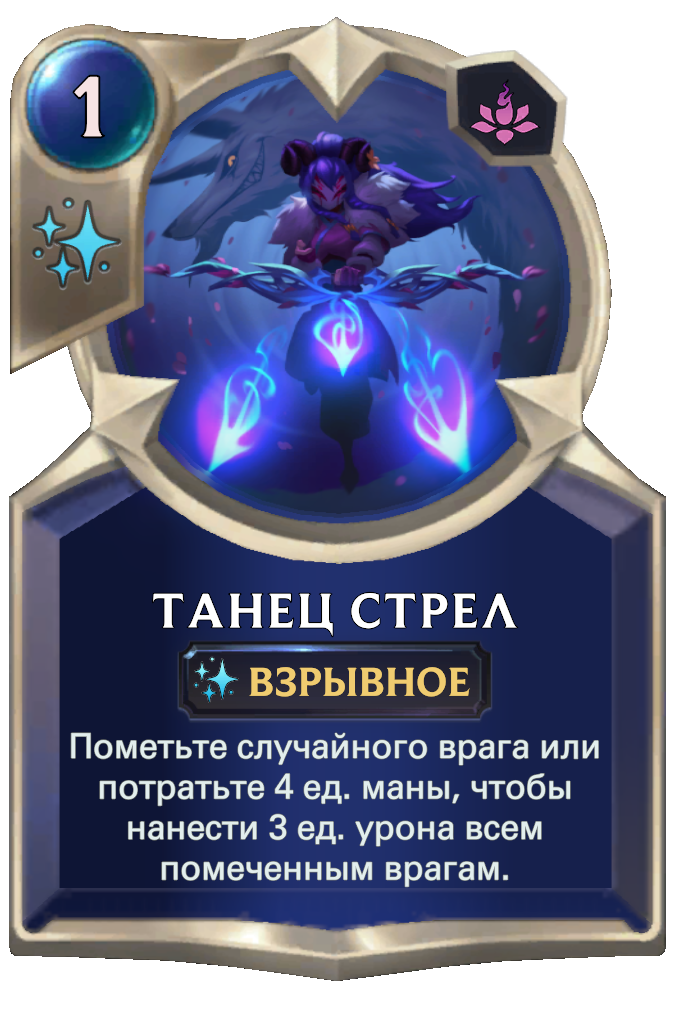 1
ТАНЕЦ СТРЕЛ
ВЗРЫВНОЕ
Пометьте случайного врага или
потратьте 4 ед. маны, чтобы
нанести 3 ед. урона всем
помеченным врагам.